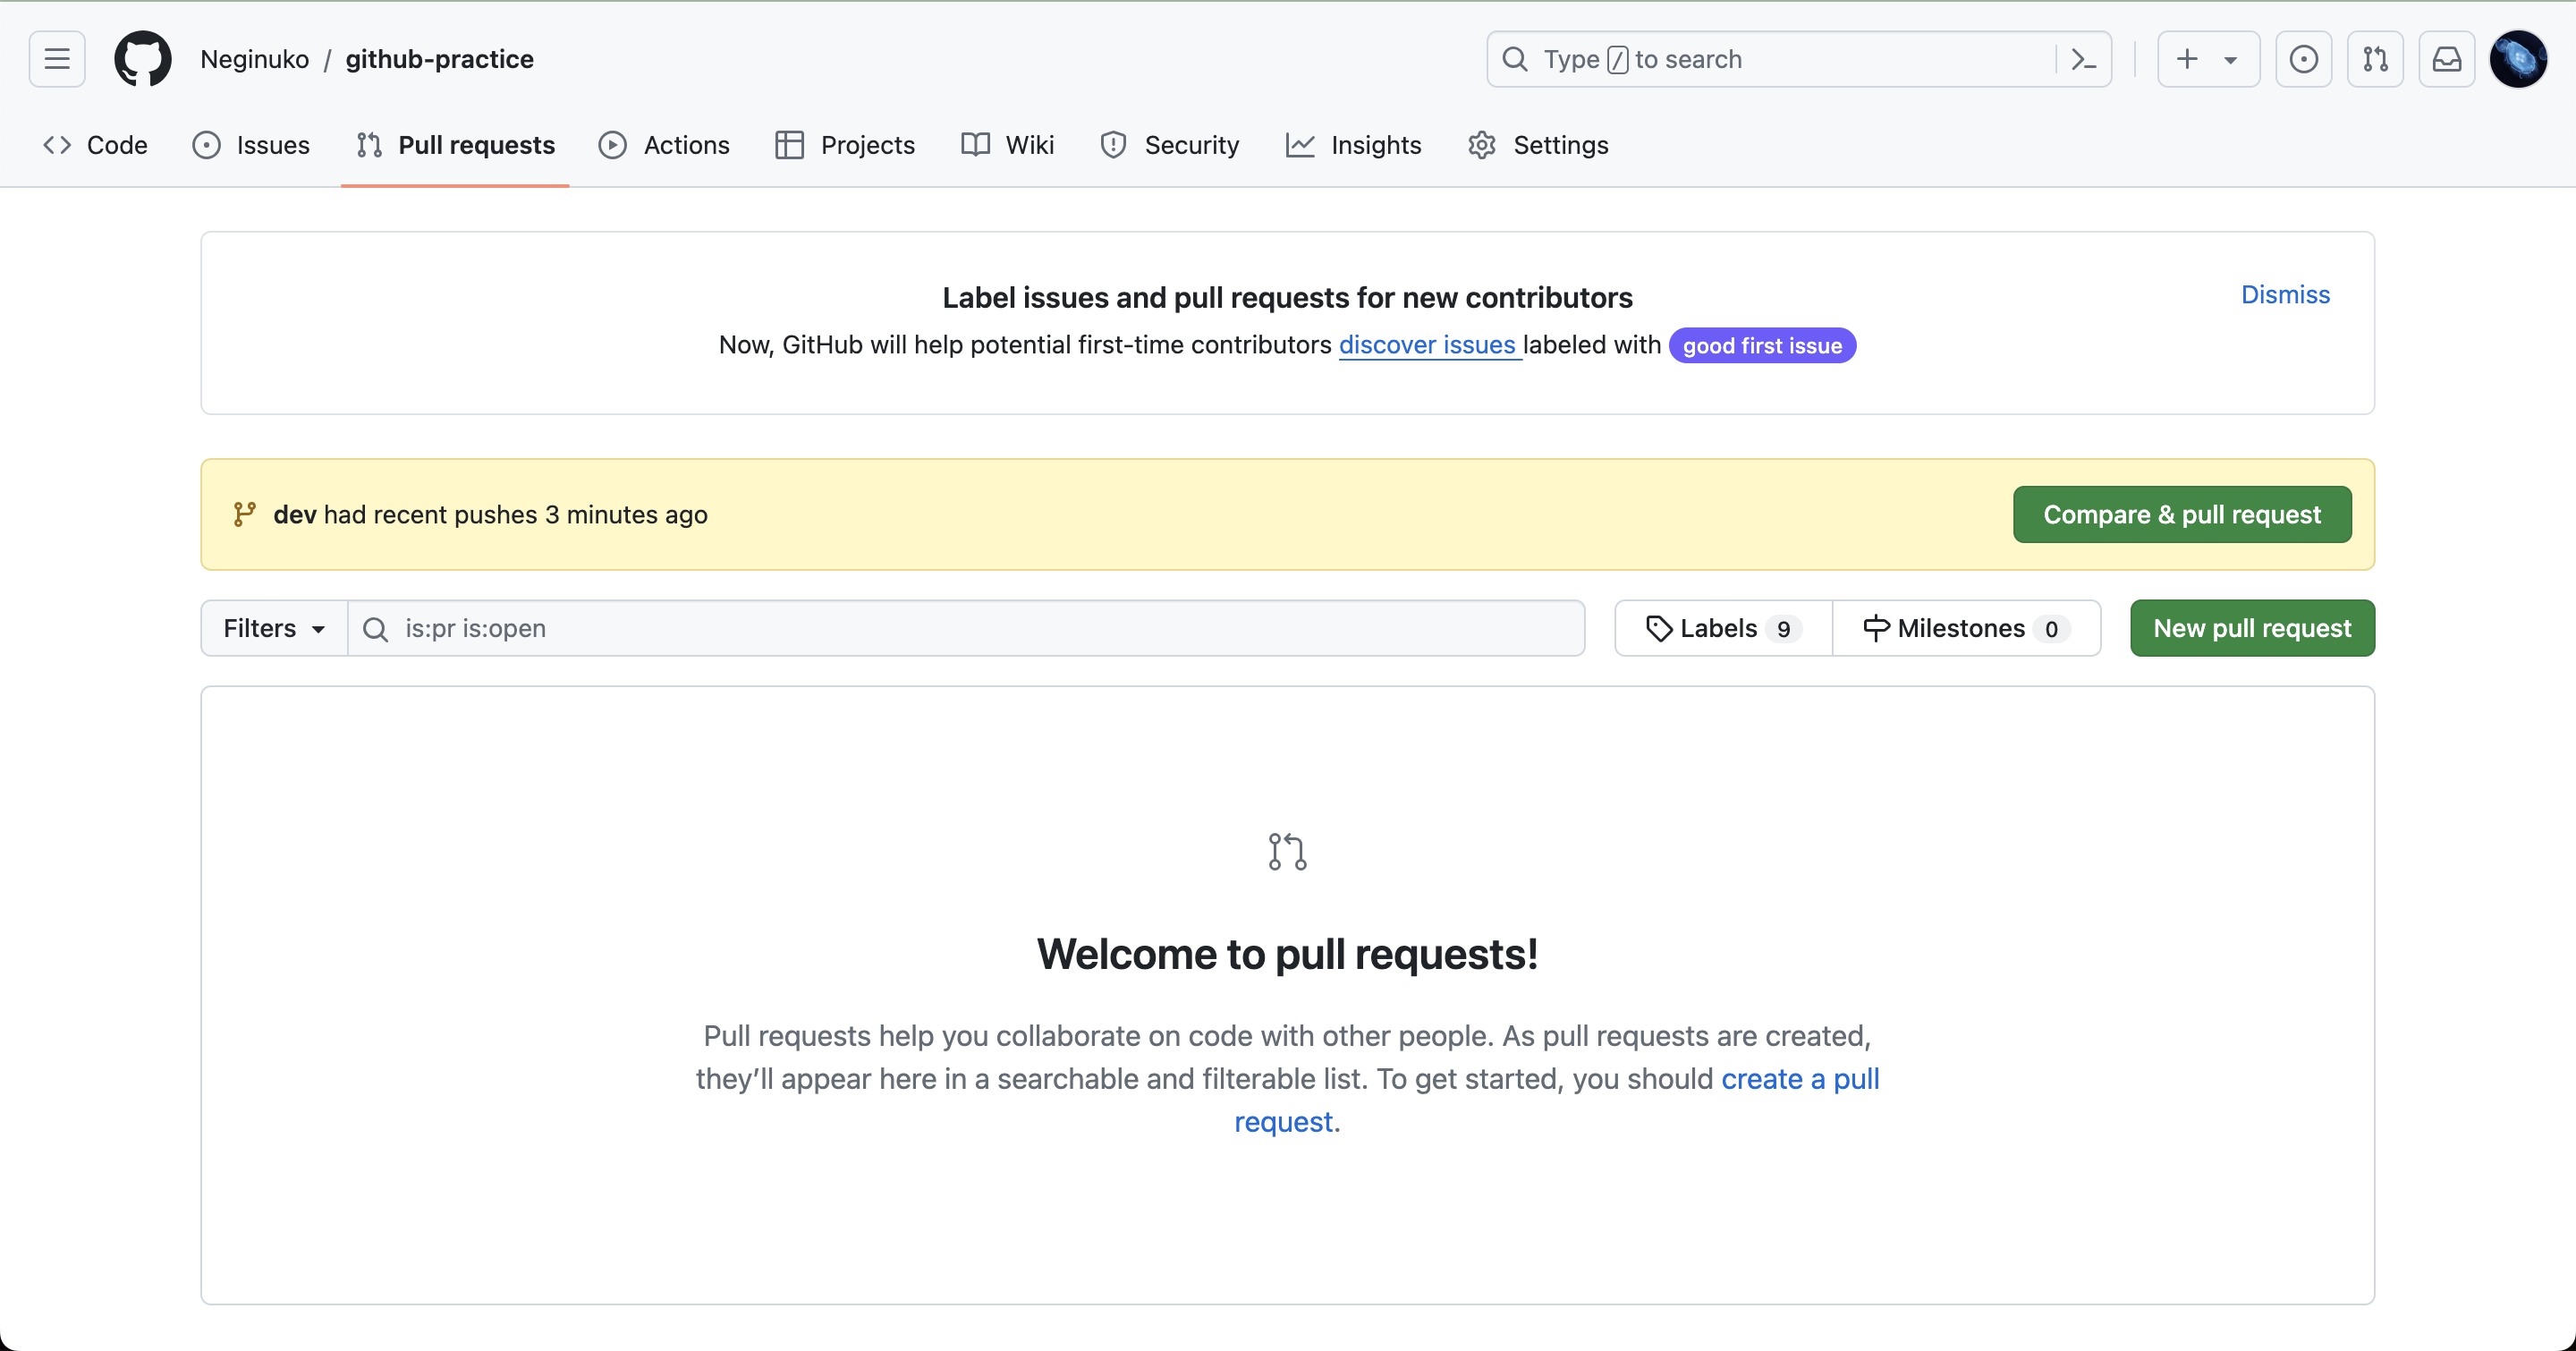 Neginuko / github-practice
Type / to search
Code Issues Pull requests Actions Projects Wiki Security Insights Settings
Label issues and pull requests for new contributors
Dismiss
Now, GitHub will help potential first-time contributors discover issues labeled with good first issue
dev had recent pushes 3 minutes ago
Compare & pull request
Filters is:pr is:open Labels 9 Milestones 0 New pull request
Welcome to pull requests!
Pull requests help you collaborate on code with other people. As pull requests are created,
they’ll appear here in a searchable and filterable list. To get started, you should create a pull
request.